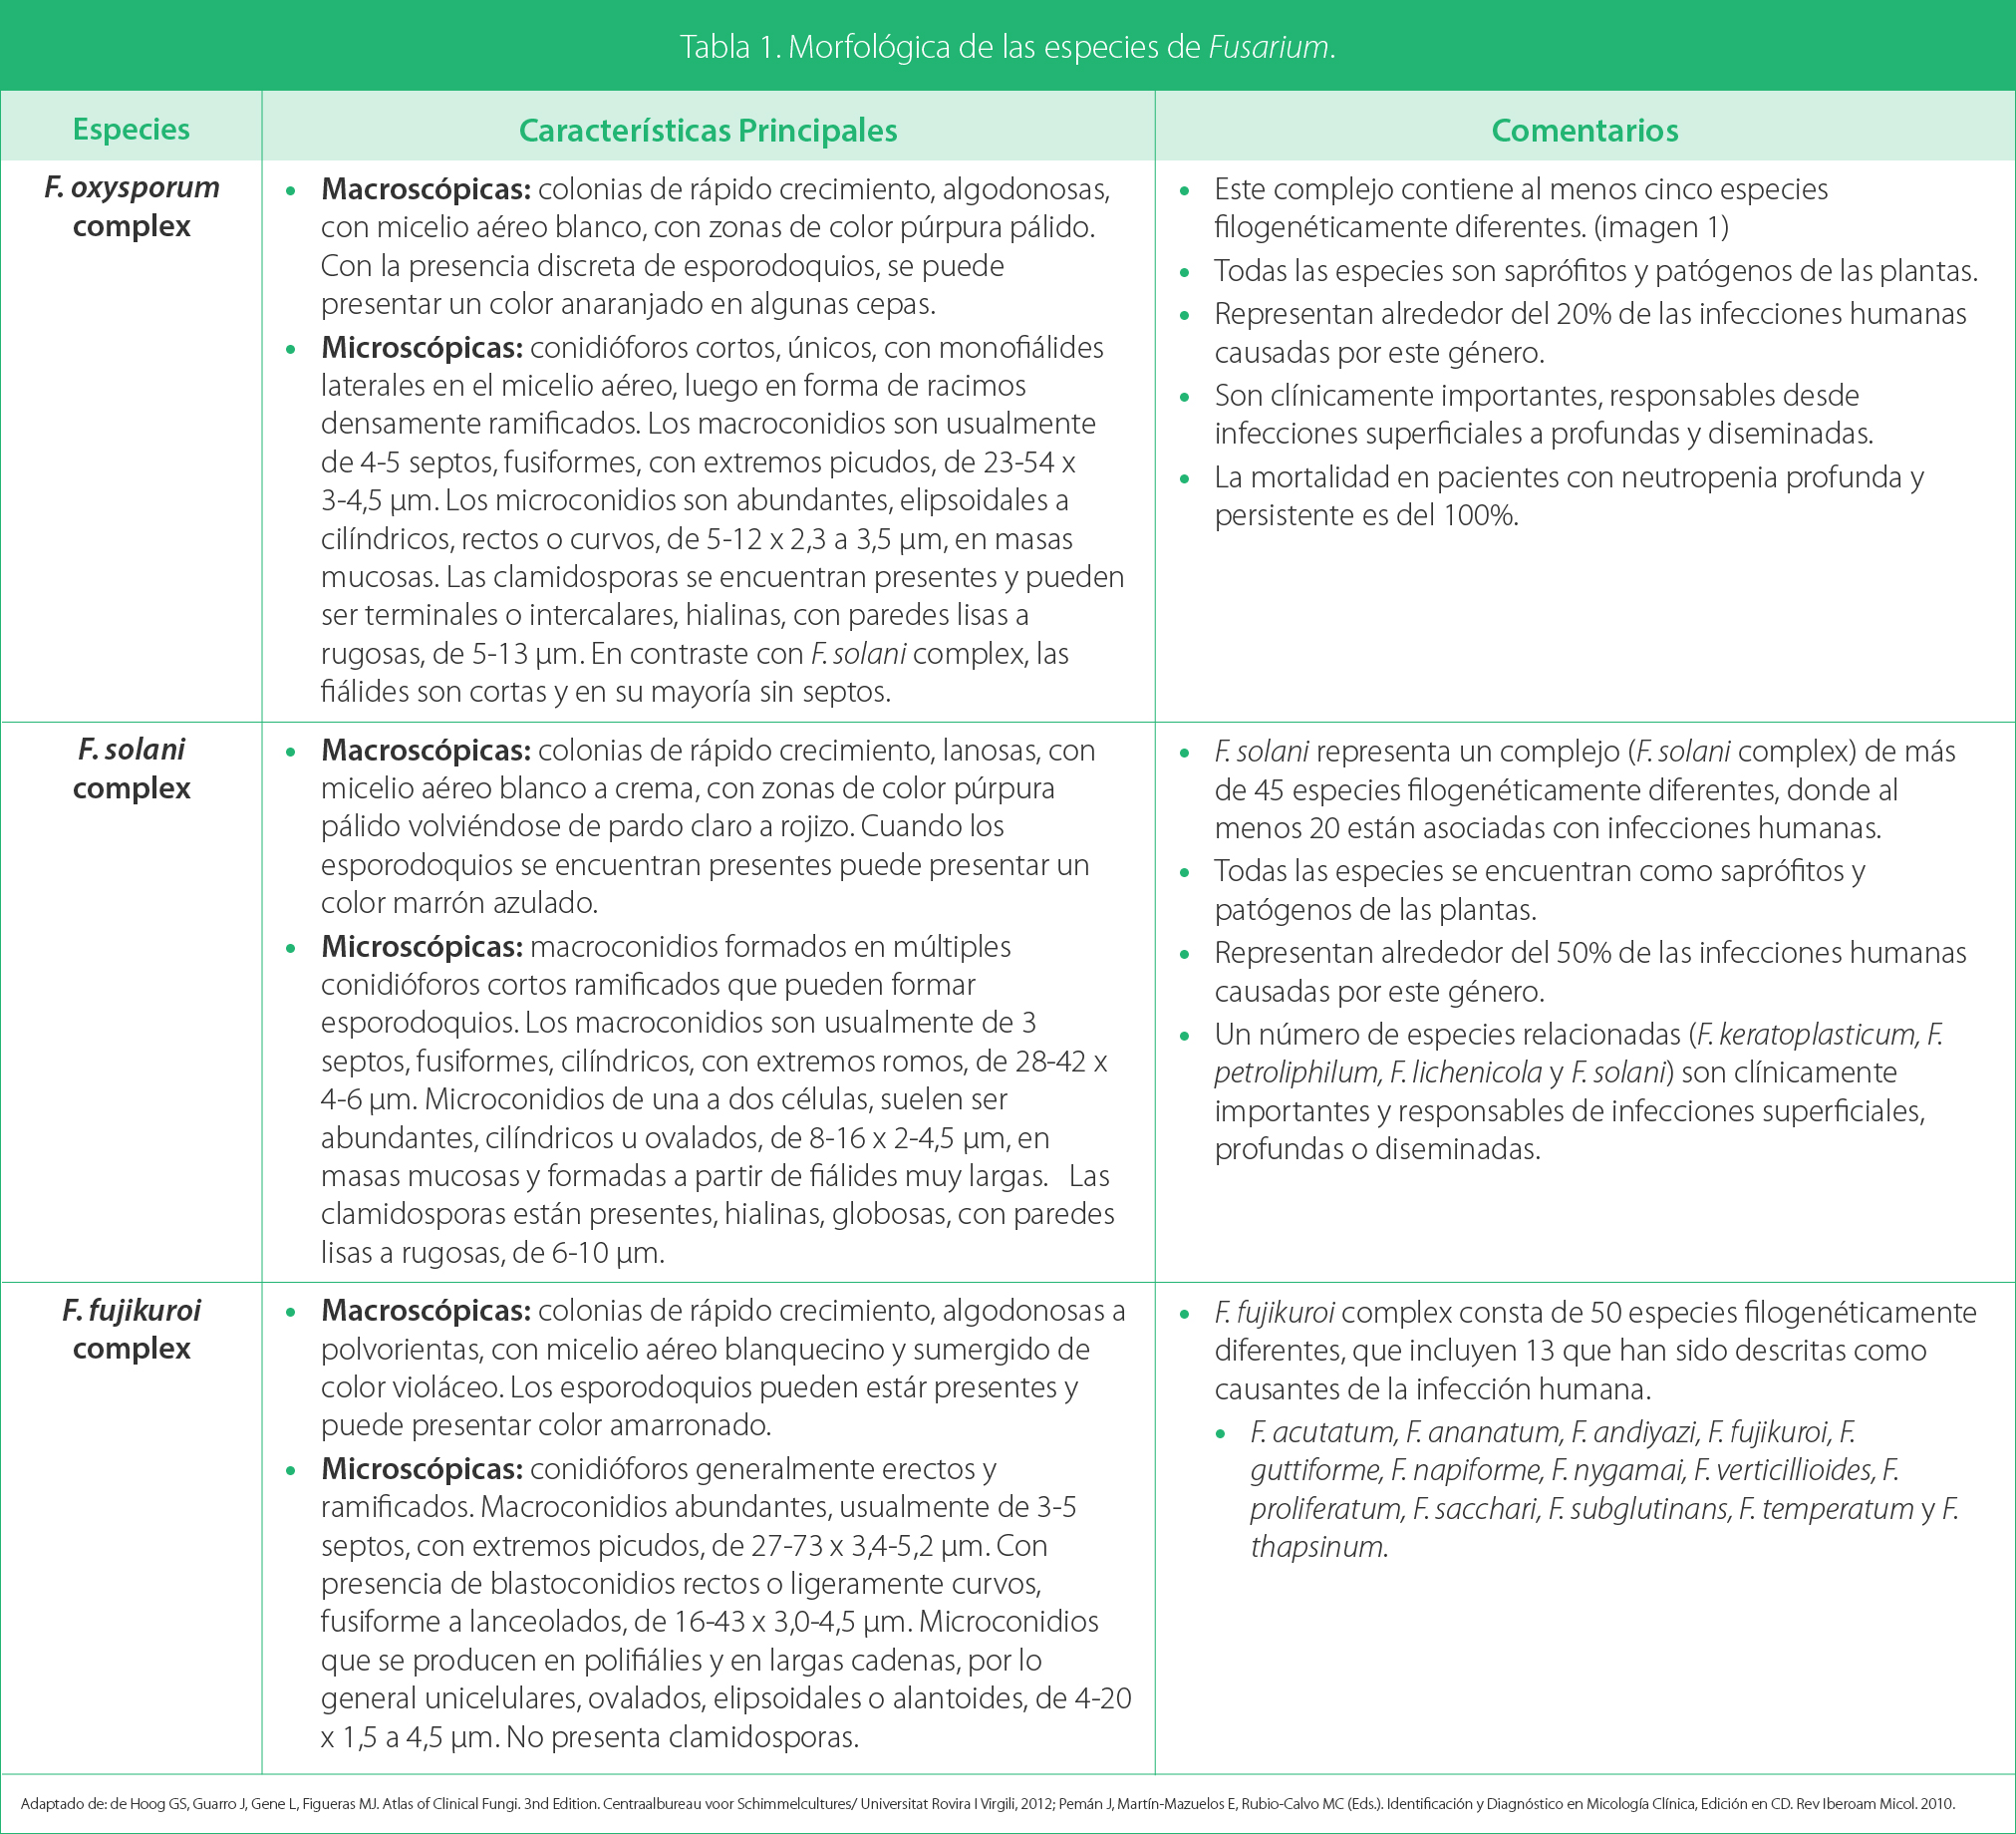 Tabla 1. Morfológica de las especies de Fusarium.
Especies
Características Principales
Comentarios
F. oxysporum
complex
• Macroscópicas: colonias de rápido crecimiento, algodonosas,
con micelio aéreo blanco, con zonas de color púrpura pálido.
Con la presencia discreta de esporodoquios, se puede
presentar un color anaranjado en algunas cepas.
• Microscópicas: conidióforos cortos, únicos, con monofiálides
laterales en el micelio aéreo, luego en forma de racimos
densamente ramificados. Los macroconidios son usualmente
de 4-5 septos, fusiformes, con extremos picudos, de 23-54 x
3-4,5 µm. Los microconidios son abundantes, elipsoidales a
cilíndricos, rectos o curvos, de 5-12 x 2,3 a 3,5 µm, en masas
mucosas. Las clamidosporas se encuentran presentes y pueden
ser terminales o intercalares, hialinas, con paredes lisas a
rugosas, de 5-13 µm. En contraste con F. solani complex, las
fiálides son cortas y en su mayoría sin septos.
• Este complejo contiene al menos cinco especies
filogenéticamente diferentes. (imagen 1)
• Todas las especies son saprófitos y patógenos de las plantas.
• Representan alrededor del 20% de las infecciones humanas
causadas por este género.
• Son clínicamente importantes, responsables desde
infecciones superficiales a profundas y diseminadas.
• La mortalidad en pacientes con neutropenia profunda y
persistente es del 100%.
F. solani
complex
• Macroscópicas: colonias de rápido crecimiento, lanosas, con
micelio aéreo blanco a crema, con zonas de color púrpura
pálido volviéndose de pardo claro a rojizo. Cuando los
esporodoquios se encuentran presentes puede presentar un
color marrón azulado.
• Microscópicas: macroconidios formados en múltiples
conidióforos cortos ramificados que pueden formar
esporodoquios. Los macroconidios son usualmente de 3
septos, fusiformes, cilíndricos, con extremos romos, de 28-42 x
4-6 µm. Microconidios de una a dos células, suelen ser
abundantes, cilíndricos u ovalados, de 8-16 x 2-4,5 µm, en
masas mucosas y formadas a partir de fiálides muy largas. Las
clamidosporas están presentes, hialinas, globosas, con paredes
lisas a rugosas, de 6-10 µm.
• F. solani representa un complejo (F. solani complex) de más
de 45 especies filogenéticamente diferentes, donde al
menos 20 están asociadas con infecciones humanas.
• Todas las especies se encuentran como saprófitos y
patógenos de las plantas.
• Representan alrededor del 50% de las infecciones humanas
causadas por este género.
• Un número de especies relacionadas (F. keratoplasticum, F.
petroliphilum, F. lichenicola y F. solani) son clínicamente
importantes y responsables de infecciones superficiales,
profundas o diseminadas.
F. fujikuroi
complex
• Macroscópicas: colonias de rápido crecimiento, algodonosas a
polvorientas, con micelio aéreo blanquecino y sumergido de
color violáceo. Los esporodoquios pueden estár presentes y
puede presentar color amarronado.
• Microscópicas: conidióforos generalmente erectos y
ramificados. Macroconidios abundantes, usualmente de 3-5
septos, con extremos picudos, de 27-73 x 3,4-5,2 µm. Con
presencia de blastoconidios rectos o ligeramente curvos,
fusiforme a lanceolados, de 16-43 x 3,0-4,5 µm. Microconidios
que se producen en polifiálies y en largas cadenas, por lo
general unicelulares, ovalados, elipsoidales o alantoides, de 4-20
x 1,5 a 4,5 µm. No presenta clamidosporas.
• F. fujikuroi complex consta de 50 especies filogenéticamente
diferentes, que incluyen 13 que han sido descritas como
causantes de la infección humana.
• F. acutatum, F. ananatum, F. andiyazi, F. fujikuroi, F.
guttiforme, F. napiforme, F. nygamai, F. verticillioides, F.
proliferatum, F. sacchari, F. subglutinans, F. temperatum y F.
thapsinum.
Adaptado de: de Hoog GS, Guarro J, Gene L, Figueras MJ. Atlas of Clinical Fungi. 3nd Edition. Centraalbureau voor Schimmelcultures/ Universitat Rovira I Virgili, 2012; Pemán J, Martín-Mazuelos E, Rubio-Calvo MC (Eds.). Identificación y Diagnóstico en Micología Clínica, Edición en CD. Rev Iberoam Micol. 2010.